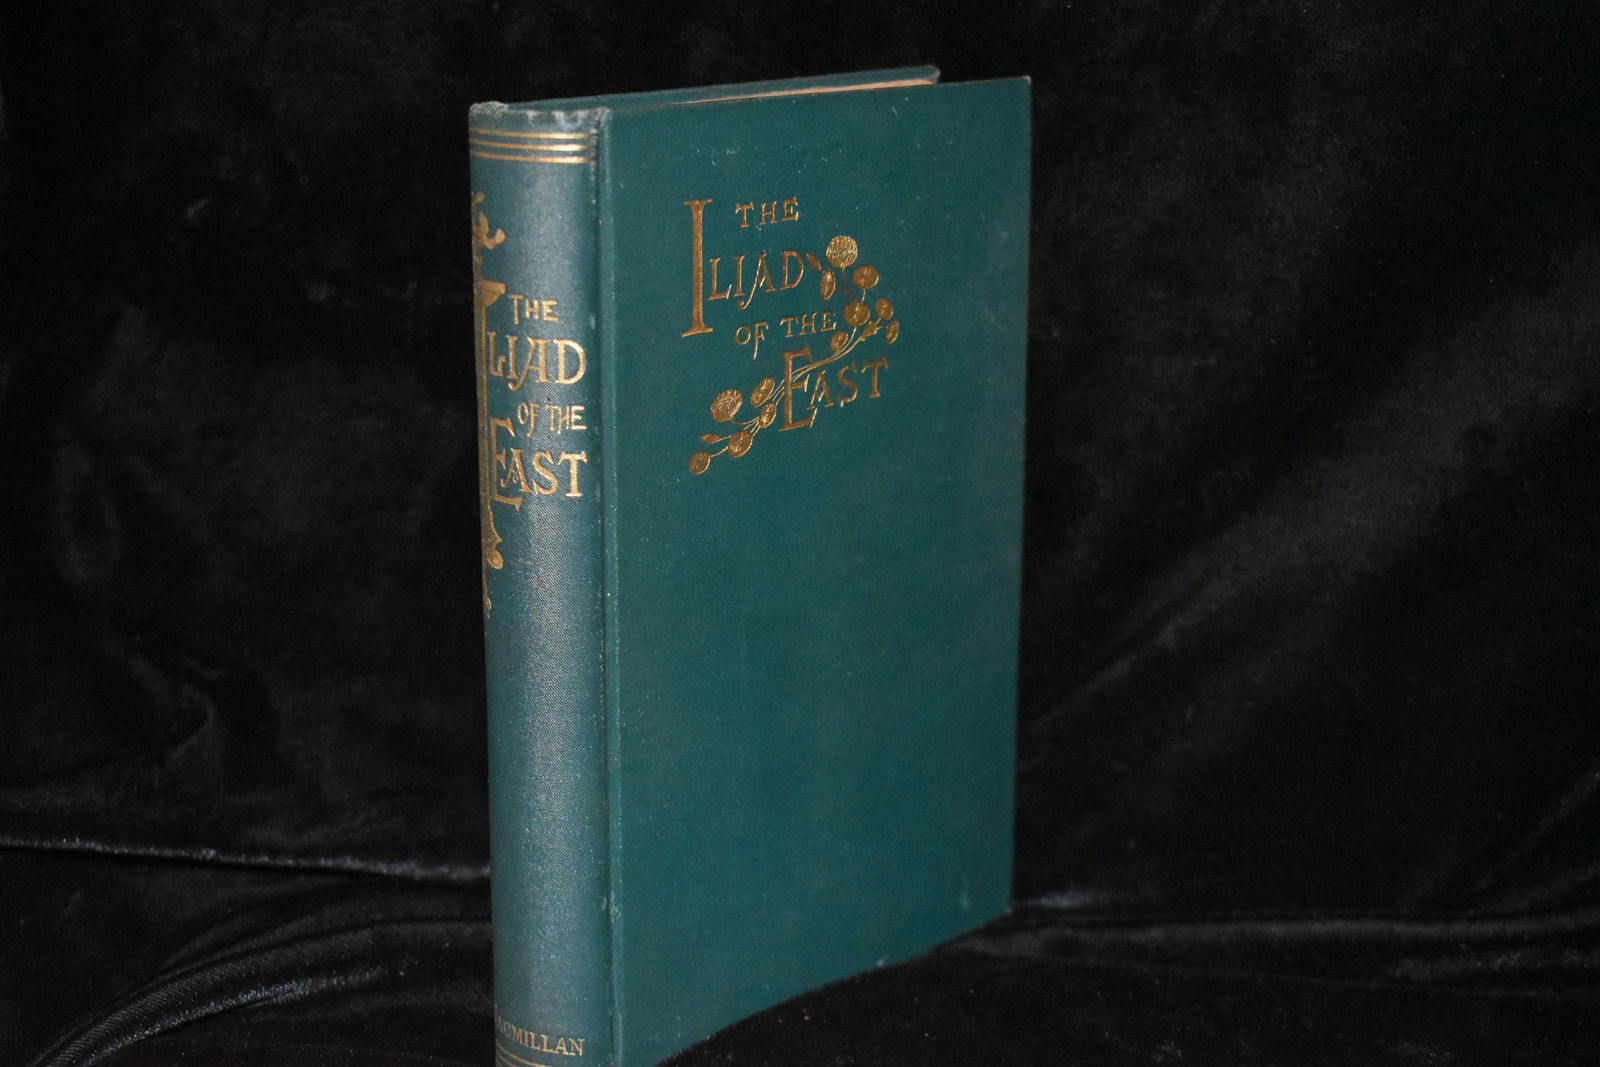 THE
ILIAD
OF THE
EAST
MACMILLAN
THE
ILIAD
OF THE
EAST